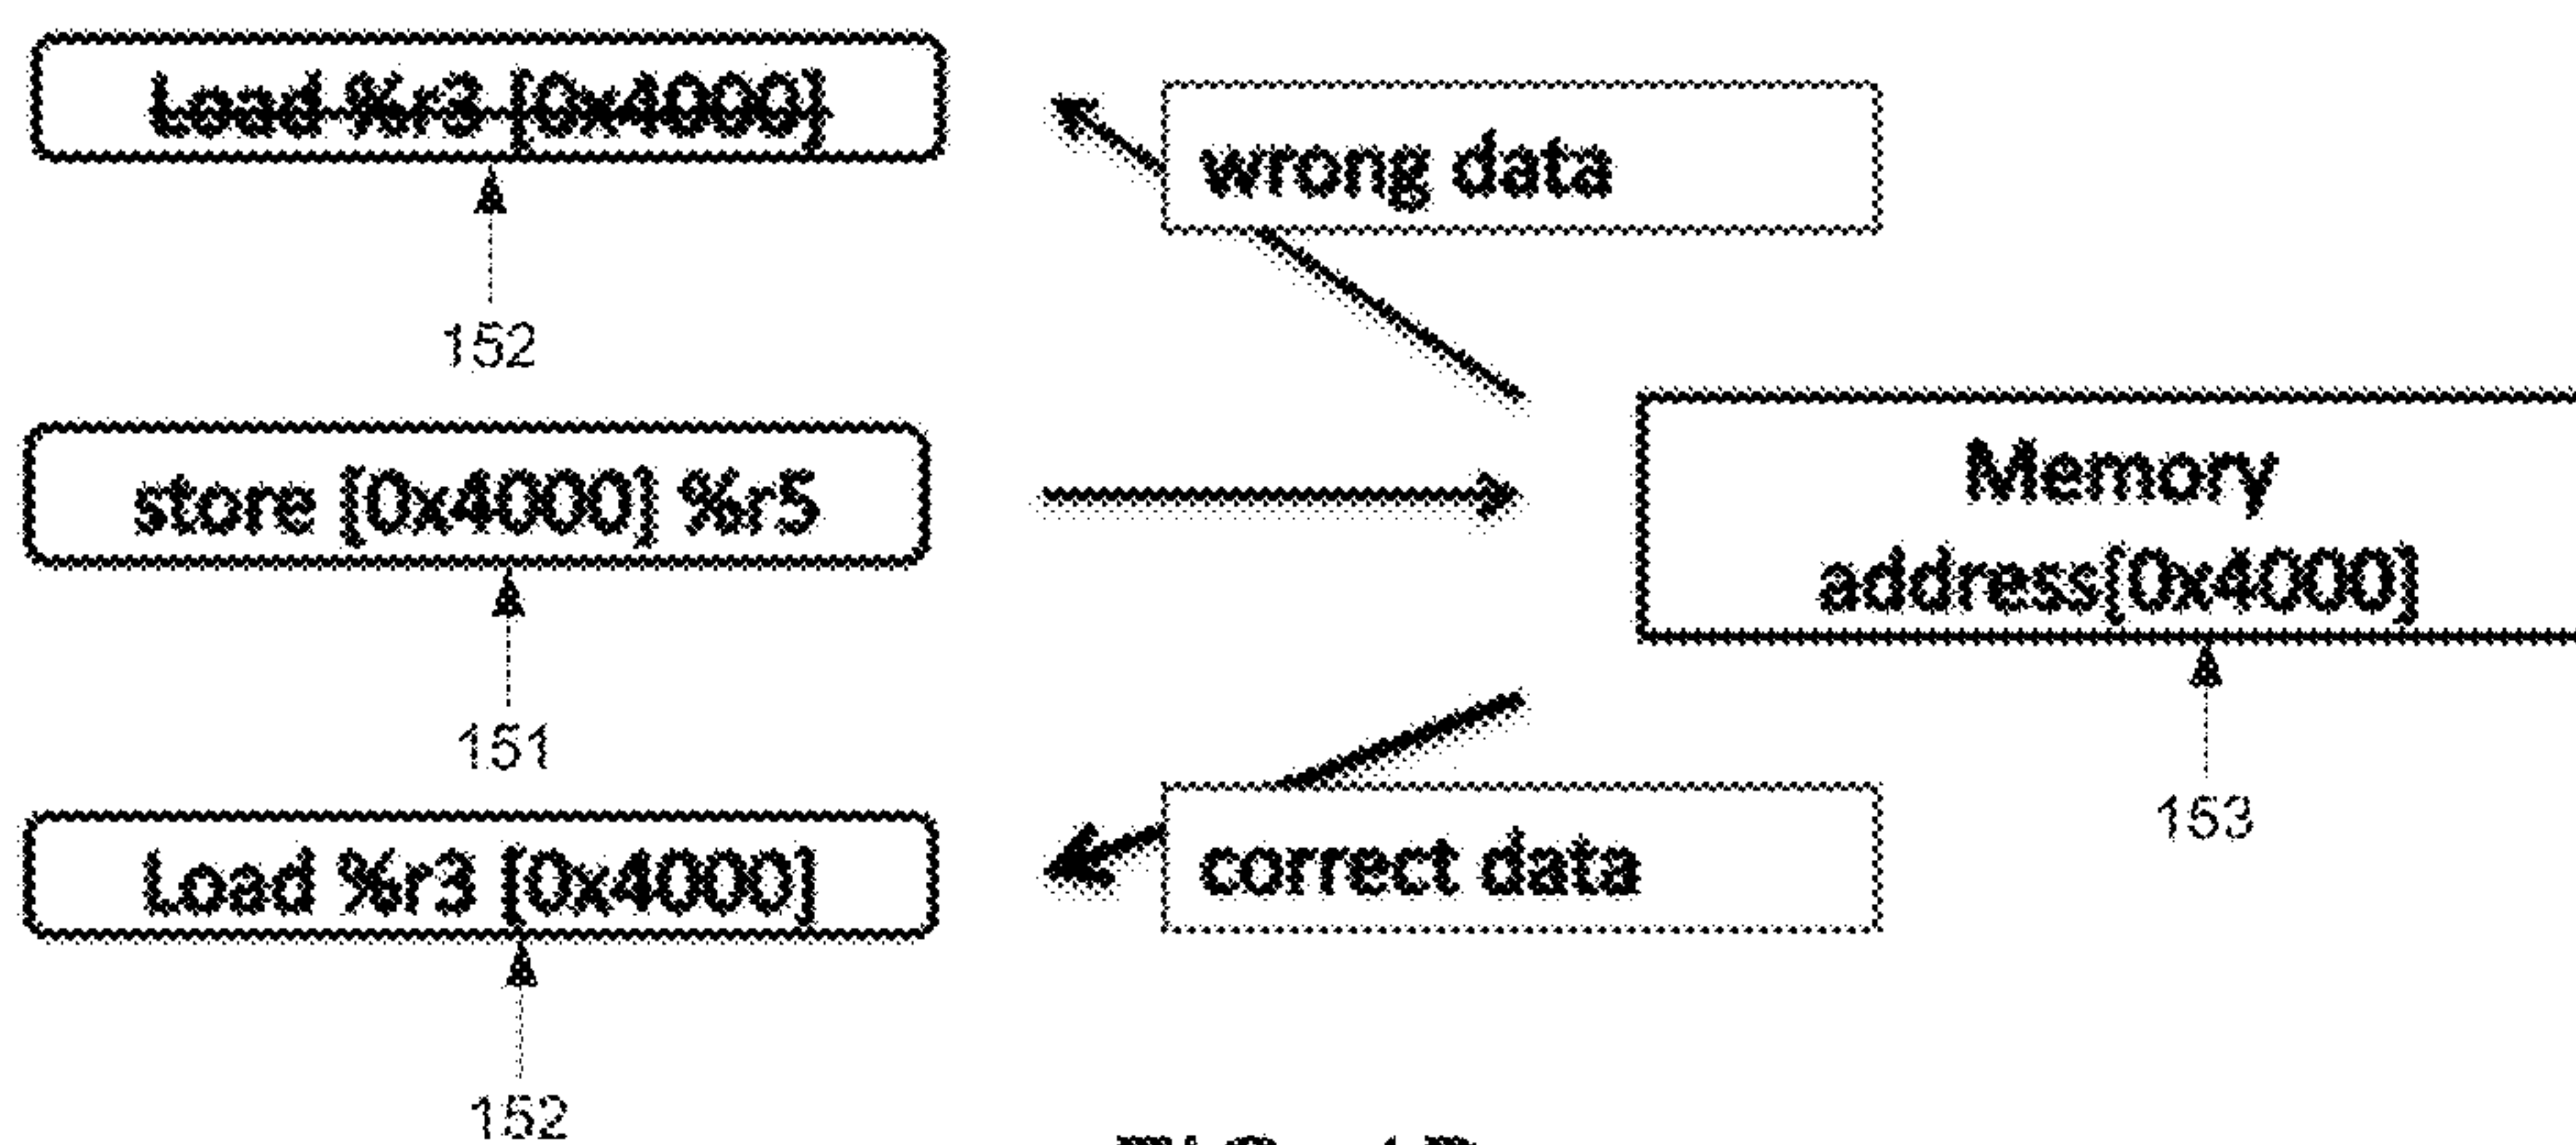 Load %r3 [0x4000]
wrong data
152
store [0x4000] %r5
Memory
address[0x4000]
151
Load %r3 [0x4000]
correct data
153
152